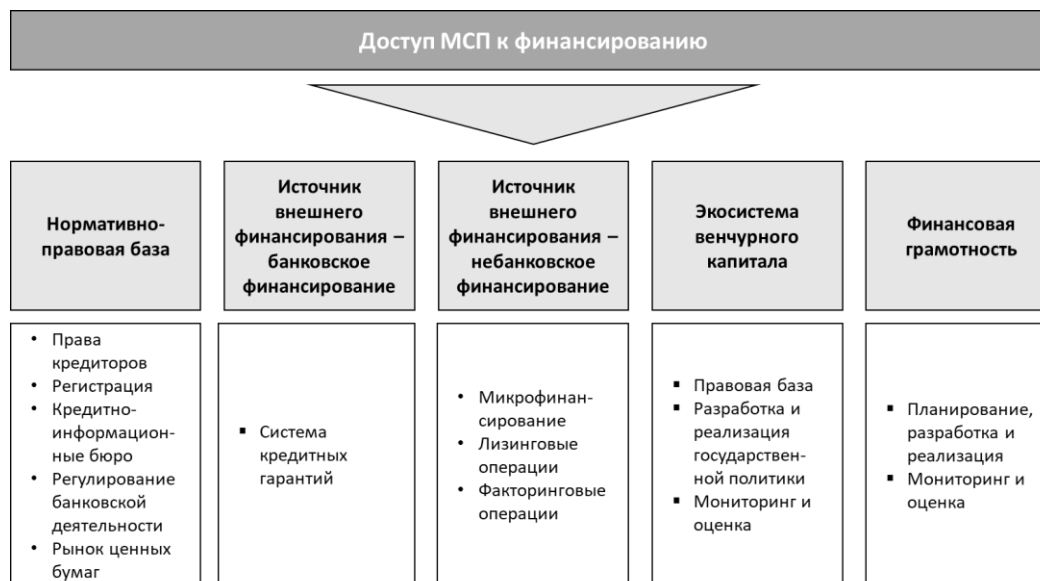 Доступ МСП к финансированию
Нормативно-
правовая база
Источник
внешнего
финансирования –
банковское
финансирование
Источник
внешнего
финансирования –
небанковское
финансирование
Экосистема
венчурного
капитала
Финансовая
грамотность
• Права
кредиторов
• Регистрация
• Кредитно-
информацион-
ные бюро
• Регулирование
банковской
деятельности
• Рынок ценных
бумаг
▪ Система
кредитных
гарантий
• Микрофинан-
сирование
• Лизинговые
операции
• Факторинговые
операции
▪ Правовая база
▪ Разработка и
реализация
государствен-
ной политики
▪ Мониторинг и
оценка
▪ Планирование,
разработка и
реализация
▪ Мониторинг и
оценка